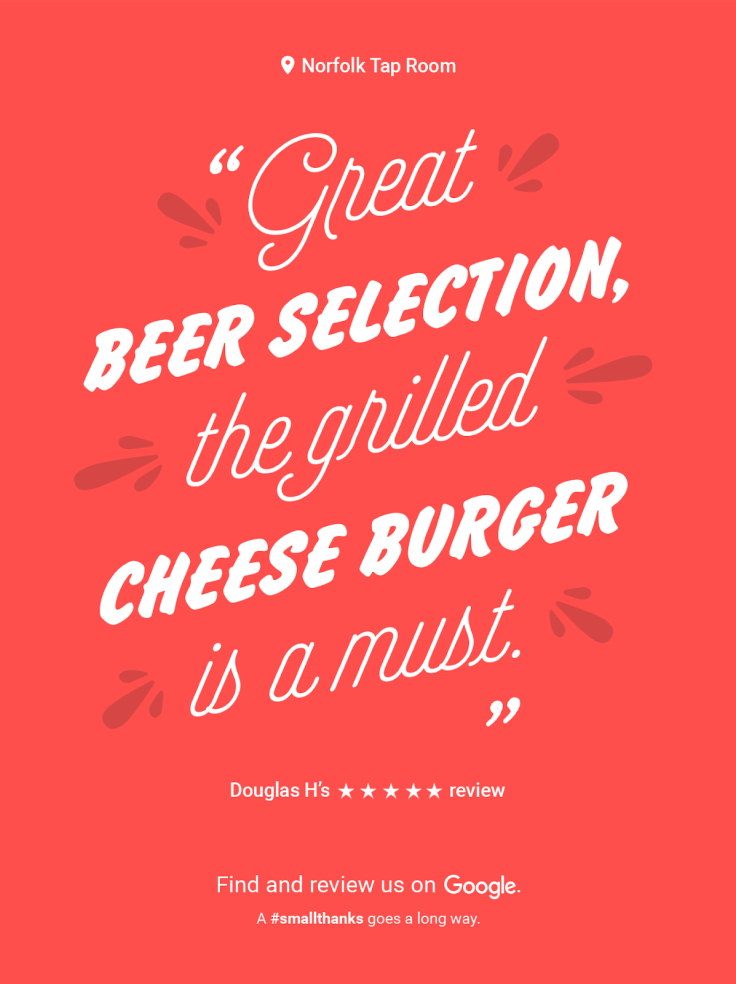 Norfolk Tap Room
“Great
BEER SELECTION,
the grilled
CHEESE BURGER
is a must.
”
Douglas H’s ★★★★★ review
Find and review us on Google.
A #smallthanks goes a long way.